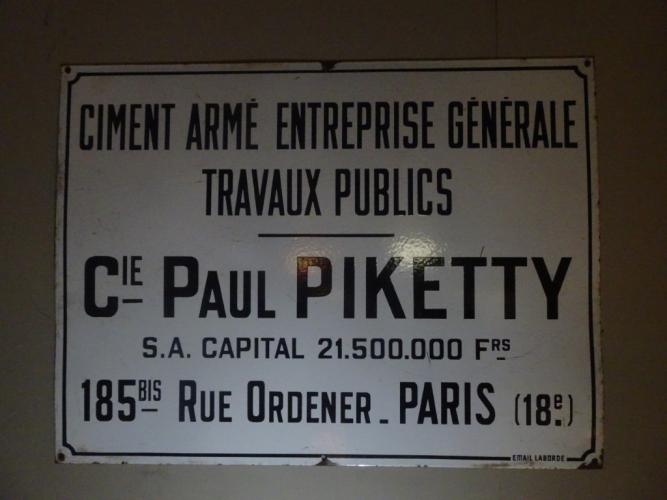 CIMENT ARMÉ ENTREPRISE GÉNÉRALE
TRAVAUX PUBLICS
CIE PAUL PIKETTY
S.A. CAPITAL 21.500.000 FRS
185BIS RUE ORDENER - PARIS (18e)
EMAIL LABORDE